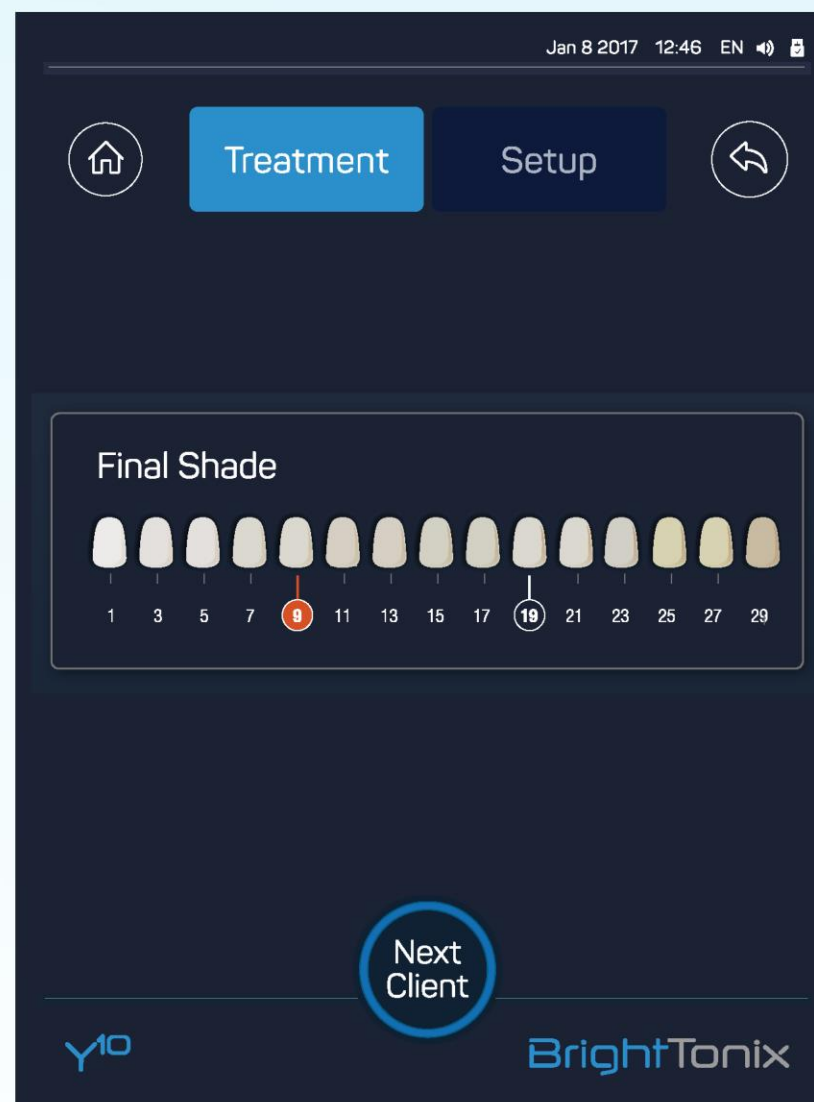 Jan 8 2017 12:46 EN
Treatment Setup
Final Shade
1 3 5 7 9 11 13 15 17 19 21 23 25 27 29
Next
Client
Y10 BrightTonix